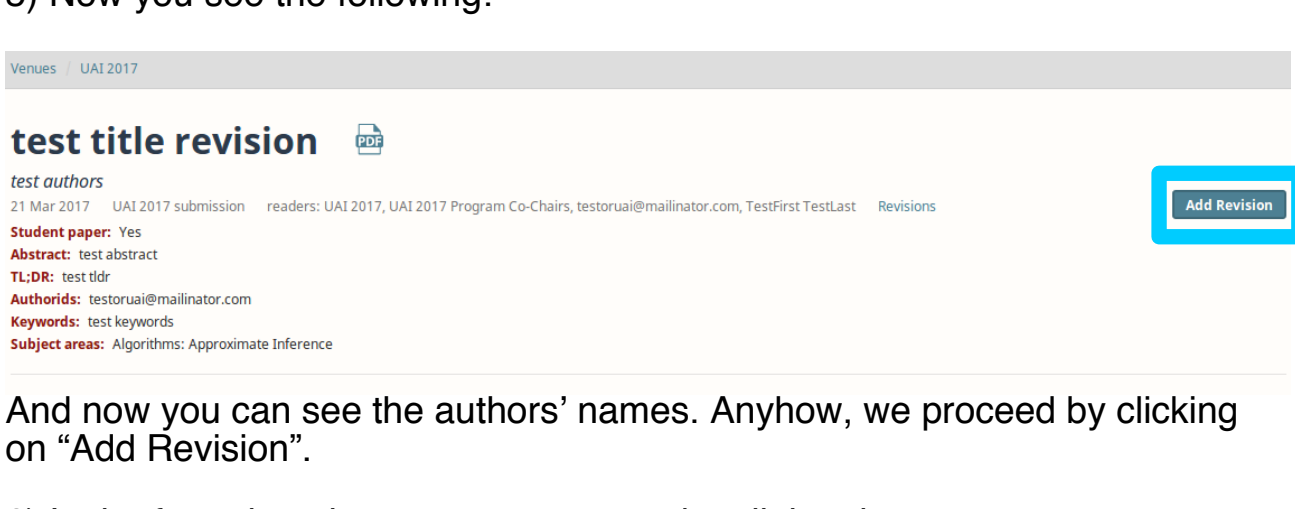 Now you see the following:
Venues / UAI 2017
test title revision PDF
test authors
21 Mar 2017 UAI 2017 submission readers: UAI 2017, UAI 2017 Program Co-Chairs, testoruai@mailinator.com, TestFirst TestLast Revisions
Add Revision
Student paper: Yes
Abstract: test abstract
TL;DR: test tldr
Authorids: testoruai@mailinator.com
Keywords: test keywords
Subject areas: Algorithms: Approximate Inference
And now you can see the authors’ names. Anyhow, we proceed by clicking
on “Add Revision”.